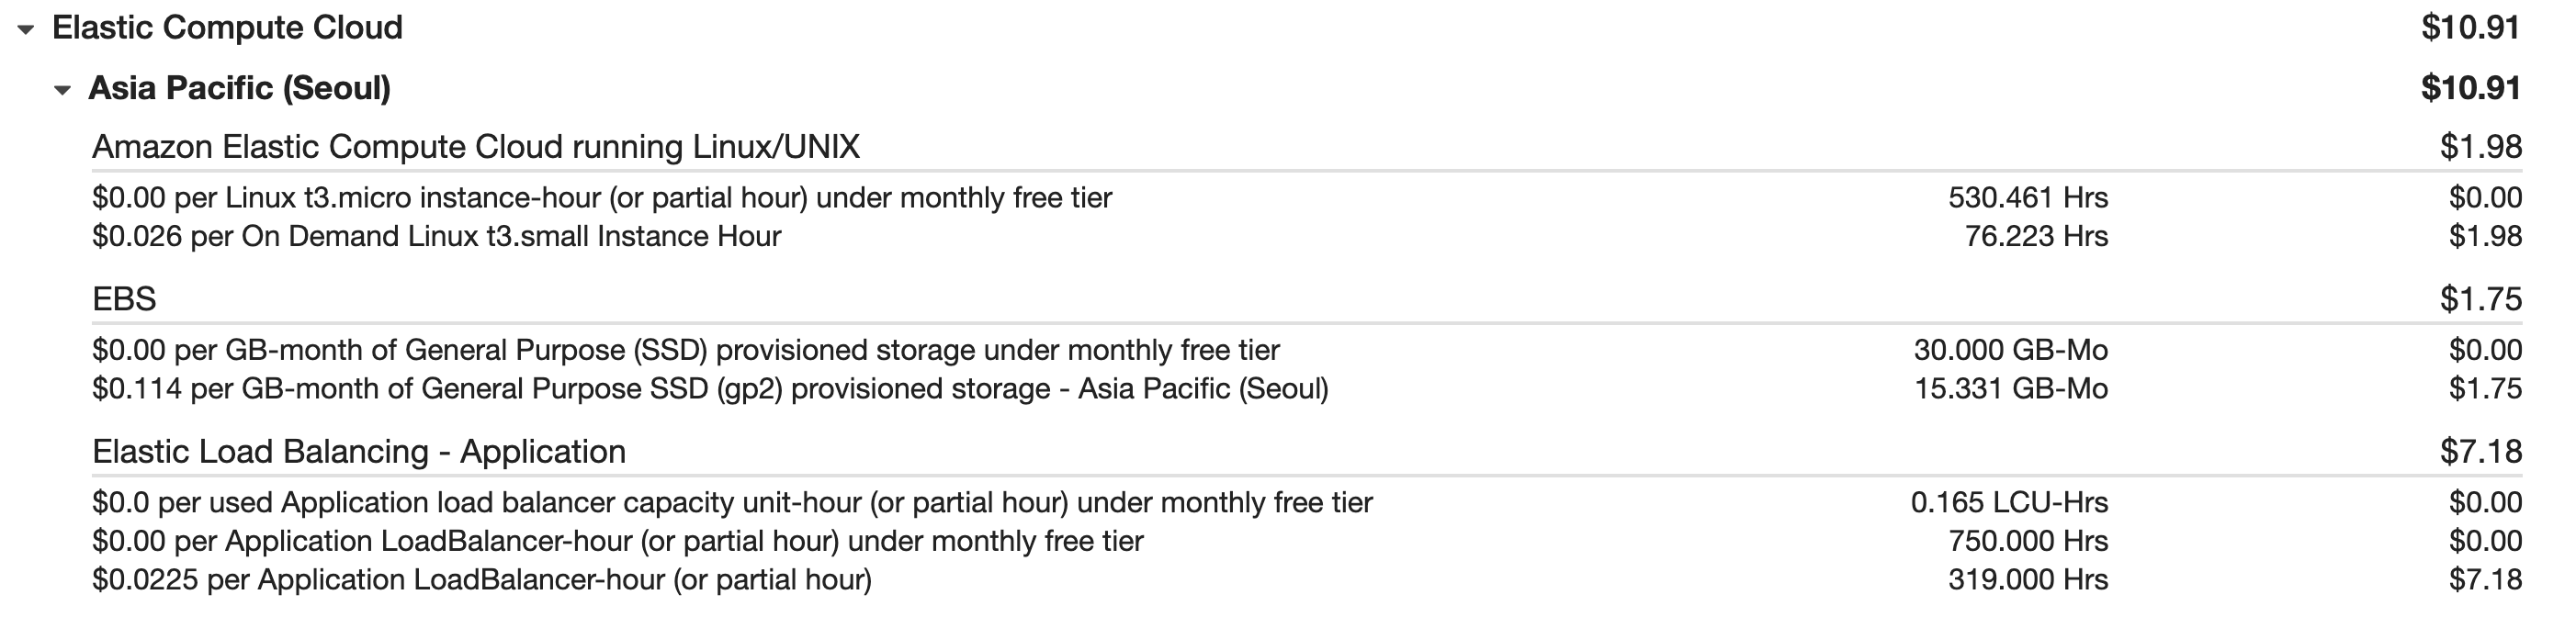 Elastic Compute Cloud $10.91
Asia Pacific (Seoul) $10.91
Amazon Elastic Compute Cloud running Linux/UNIX $1.98
$0.00 per Linux t3.micro instance-hour (or partial hour) under monthly free tier 530.461 Hrs $0.00
$0.026 per On Demand Linux t3.small Instance Hour 76.223 Hrs $1.98
EBS $1.75
$0.00 per GB-month of General Purpose (SSD) provisioned storage under monthly free tier 30.000 GB-Mo $0.00
$0.114 per GB-month of General Purpose SSD (gp2) provisioned storage - Asia Pacific (Seoul) 15.331 GB-Mo $1.75
Elastic Load Balancing - Application $7.18
$0.0 per used Application load balancer capacity unit-hour (or partial hour) under monthly free tier 0.165 LCU-Hrs $0.00
$0.00 per Application LoadBalancer-hour (or partial hour) under monthly free tier 750.000 Hrs $0.00
$0.0225 per Application LoadBalancer-hour (or partial hour) 319.000 Hrs $7.18